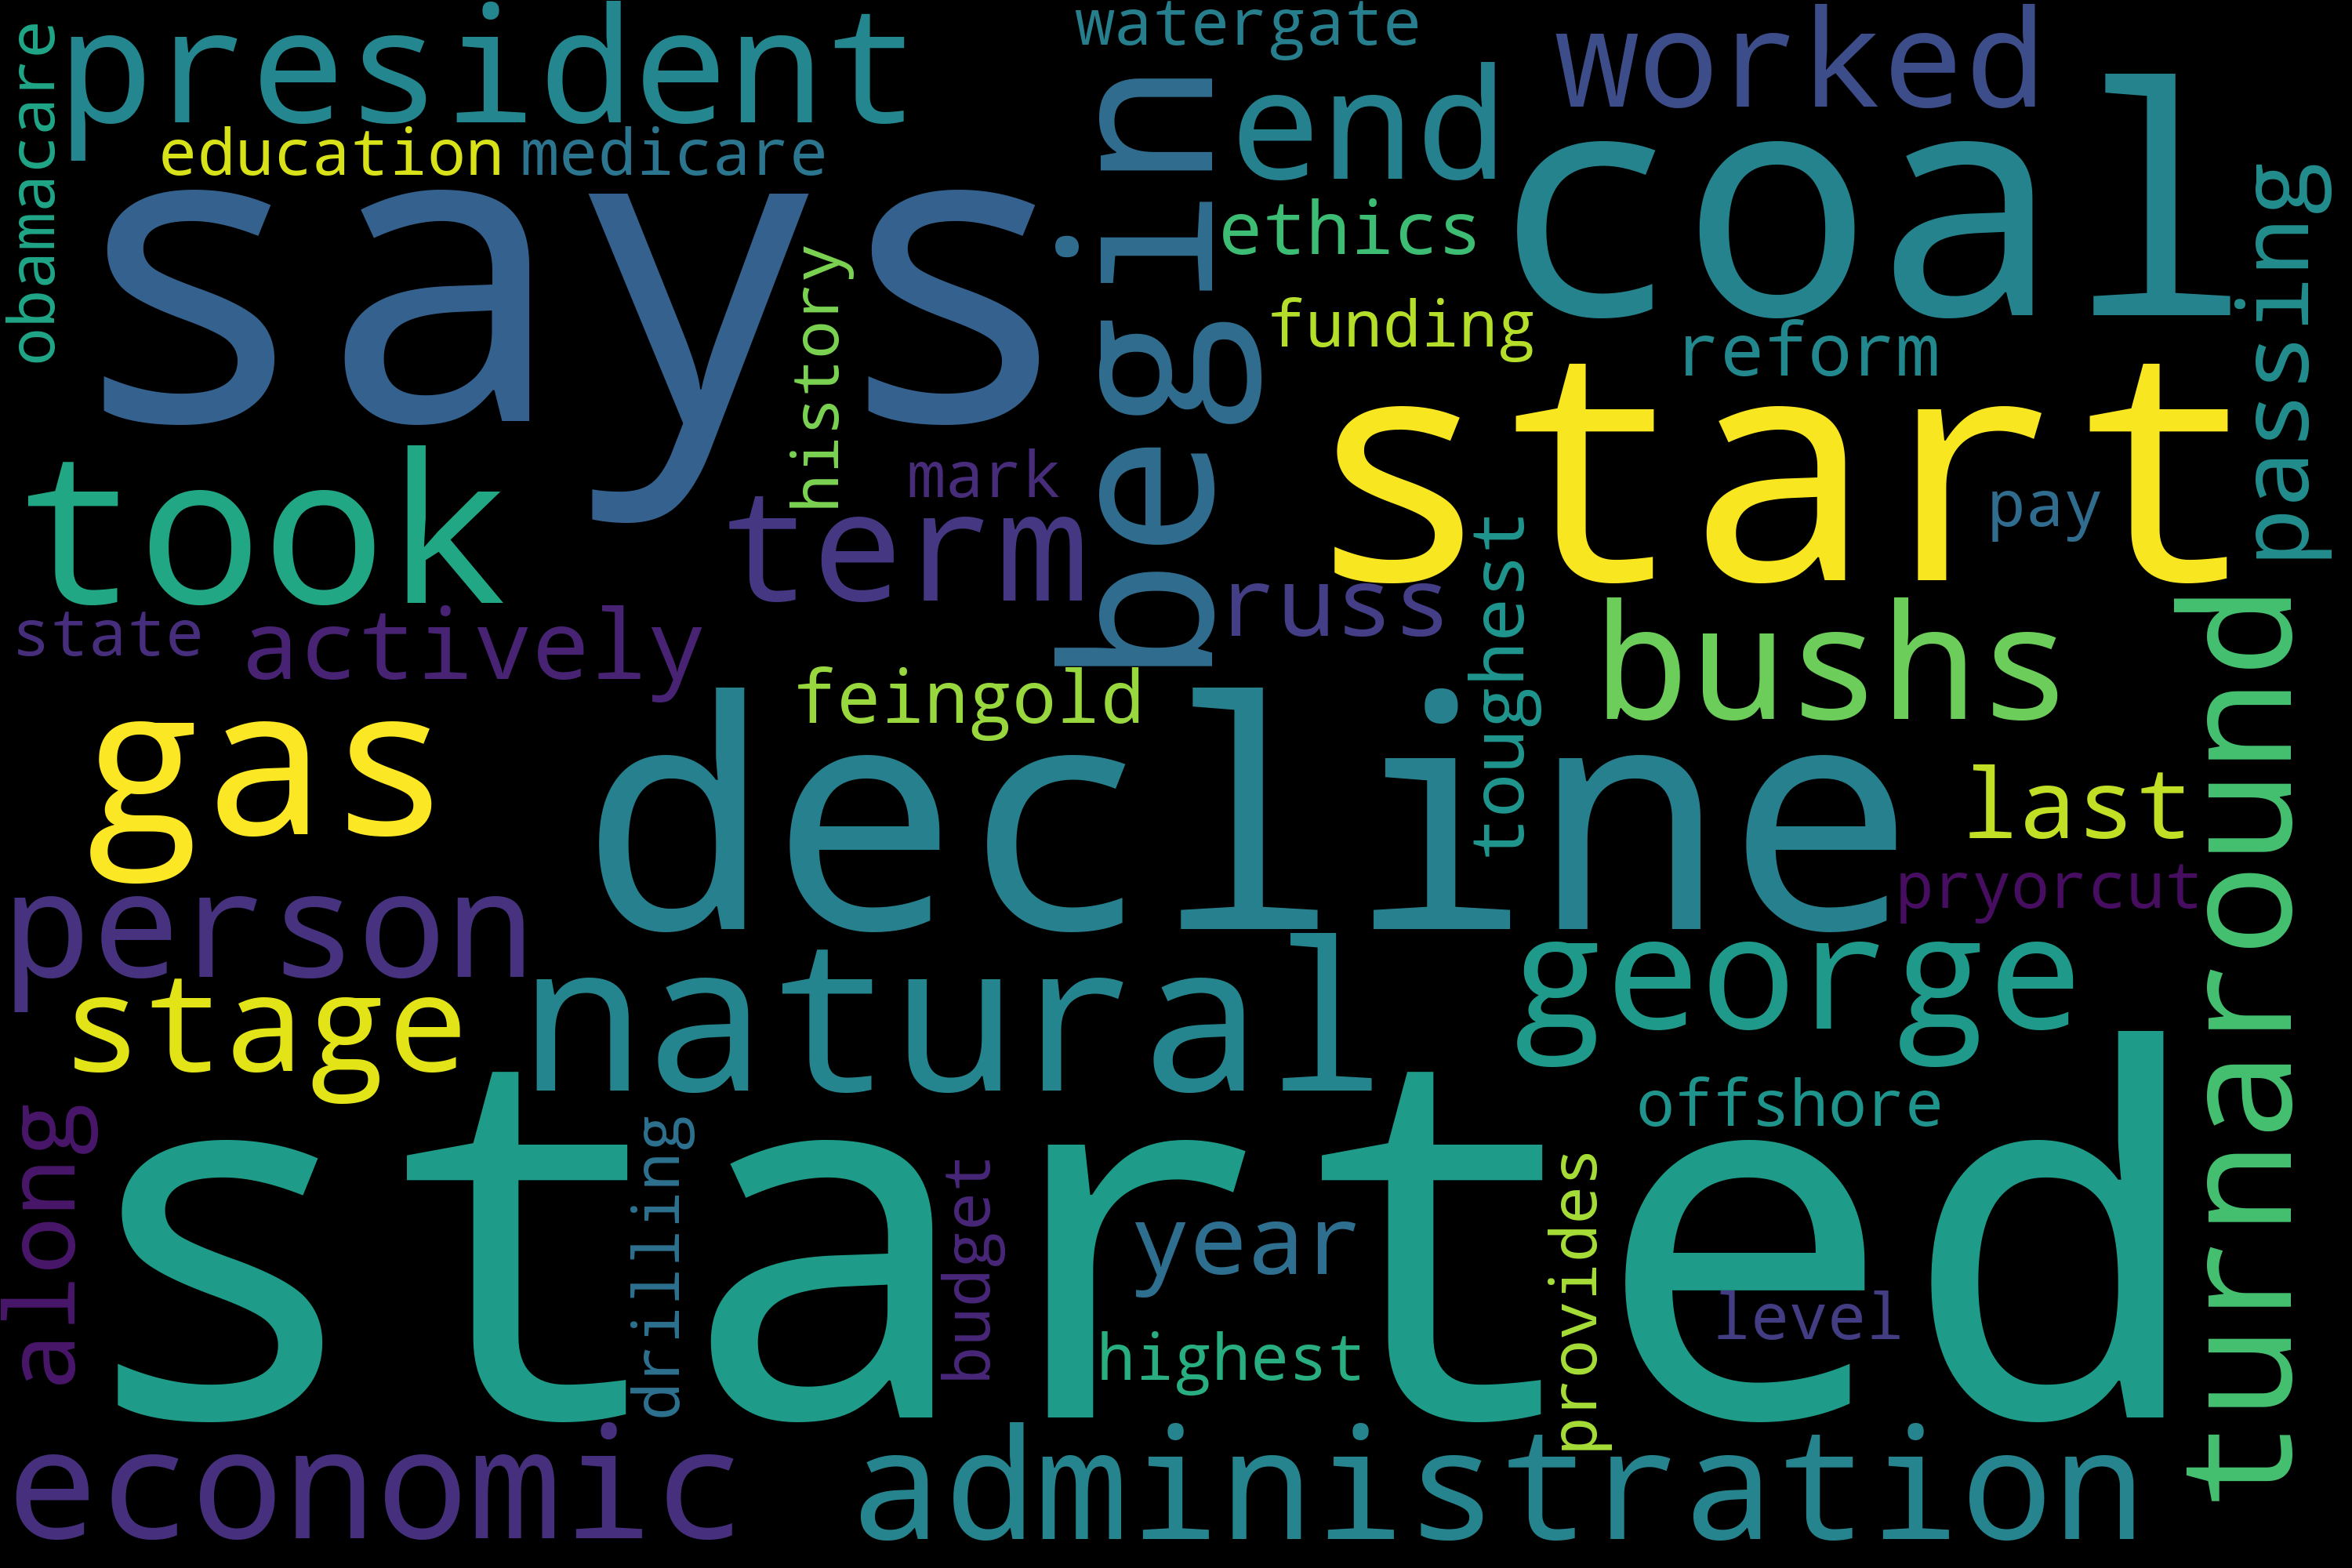 president
watergate
worked
obamacare
education
medicare
end
coal
says
begin
ethics
passing
history
funding
reform
start
took
mark
term
pay
russ
toughest
bushs
state
actively
feingold
turnaround
gas
decline
last
person
pryorcut
stage
natural
george
along
started
offshore
drilling
budget
year
provides
level
highest
economic
administration